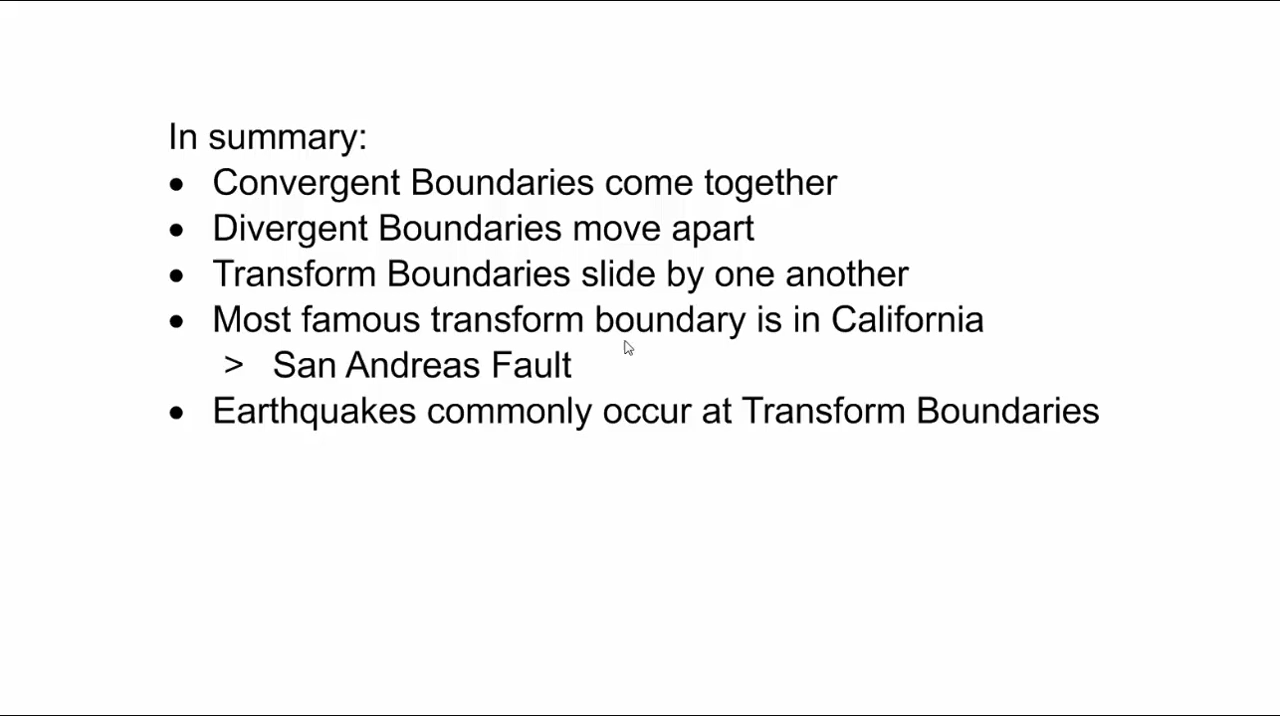 In summary:
• Convergent Boundaries come together
• Divergent Boundaries move apart
• Transform Boundaries slide by one another
• Most famous transform boundary is in California
> San Andreas Fault
• Earthquakes commonly occur at Transform Boundaries